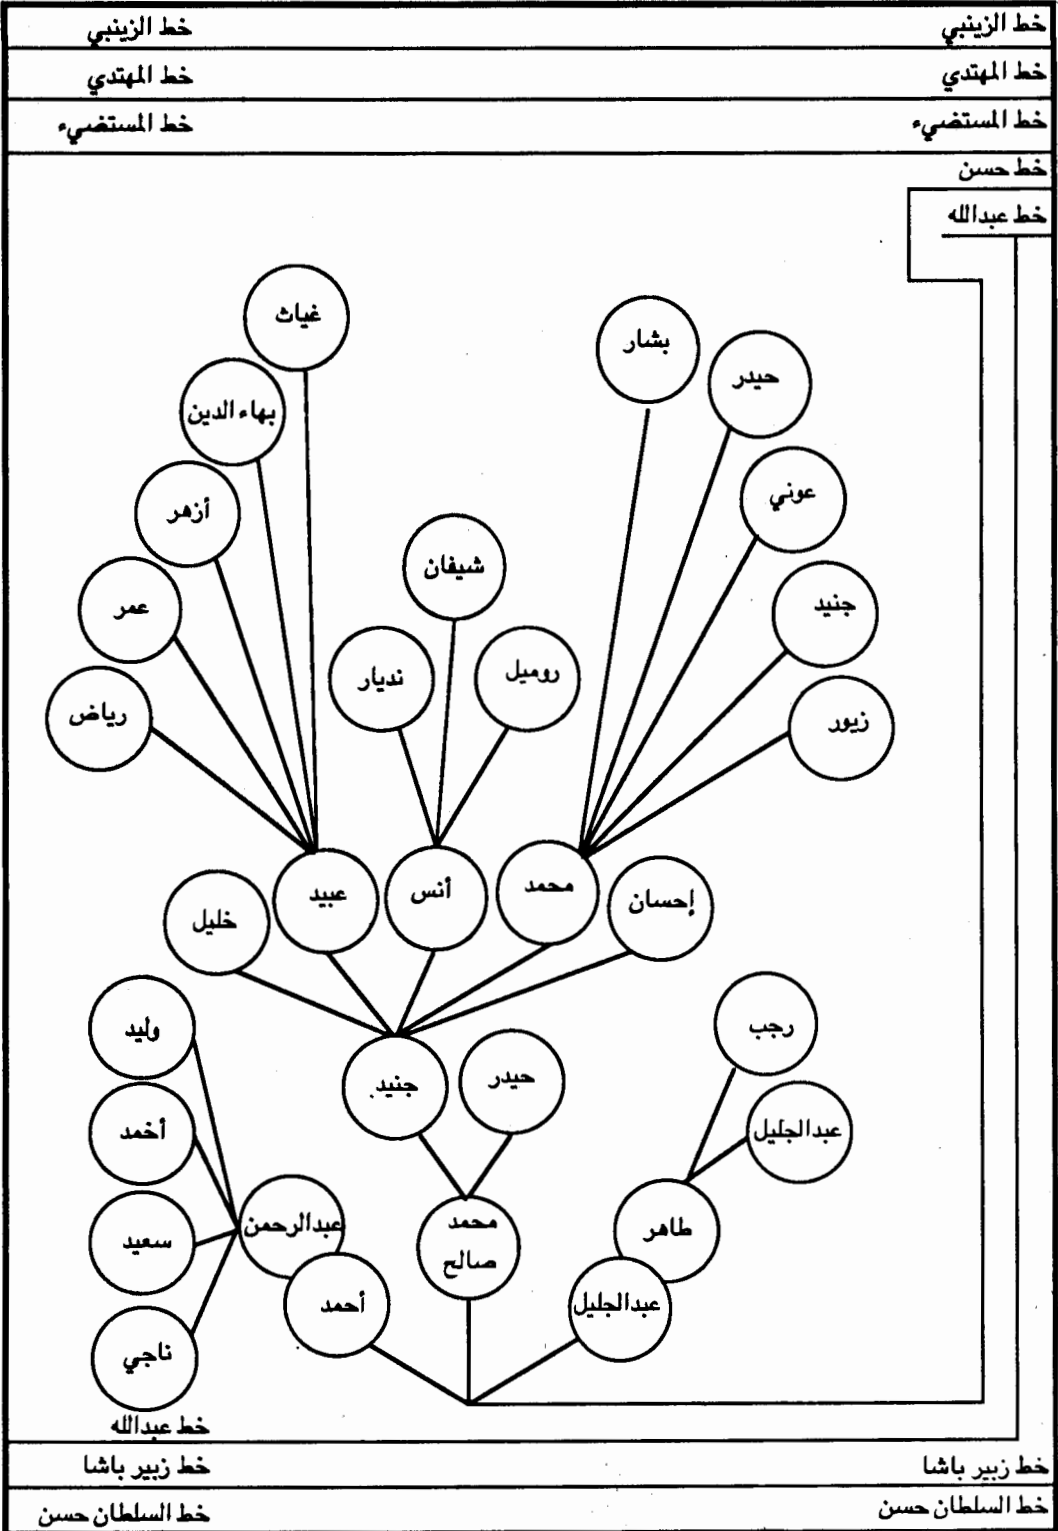 خط الزينبي
خط الزينبي
خط المهتدي
خط المهتدي
خط المستضيء
خط المستضيء
خط حسن
خط عبدالله
غياث
بشار
حيدر
بهاء الدين
عوني
أزهر
شيفان
جنيد
عمر
روميل
نديار
زيور
رياض
إحسان
محمد
أنس
عبيد
خليل
رجب
وليد
حيدر
جنيد
عبدالجليل
أخمد
محمد
صالح
طاهر
عبدالرحمن
سعيد
عبدالجليل
أحمد
ناجي
خط عبدالله
خط زبير باشا
خط زبير باشا
خط السلطان حسن
خط السلطان حسن